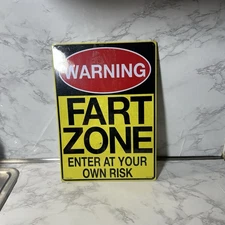 WARNING
FART
ZONE
ENTER AT YOUR
OWN RISK